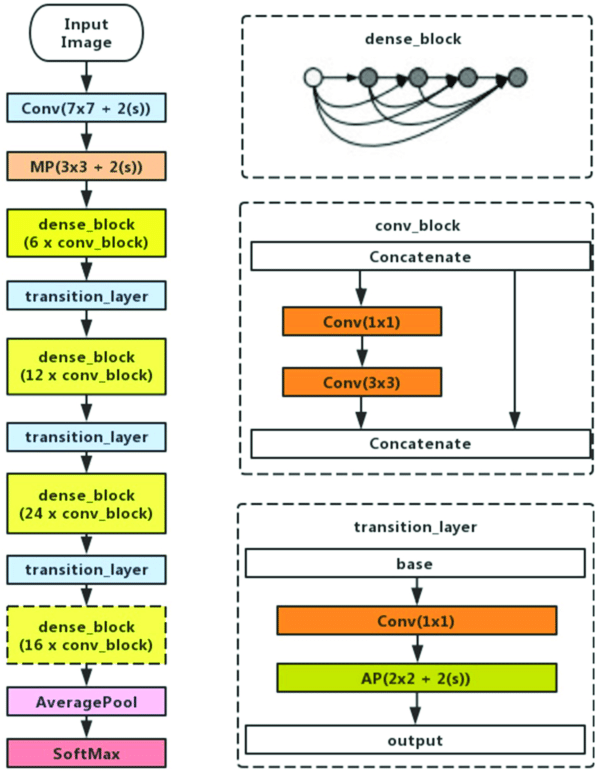 Input
Image
Conv(7x7 + 2(s))
MP(3x3 + 2(s))
dense_block
(6 x conv_block)
transition_layer
dense_block
(12 x conv_block)
transition_layer
dense_block
(24 x conv_block)
transition_layer
dense_block
(16 x conv_block)
AveragePool
SoftMax
dense_block
conv_block
Concatenate
Conv(1x1)
Conv(3x3)
Concatenate
transition_layer
base
Conv(1x1)
AP(2x2 + 2(s))
output